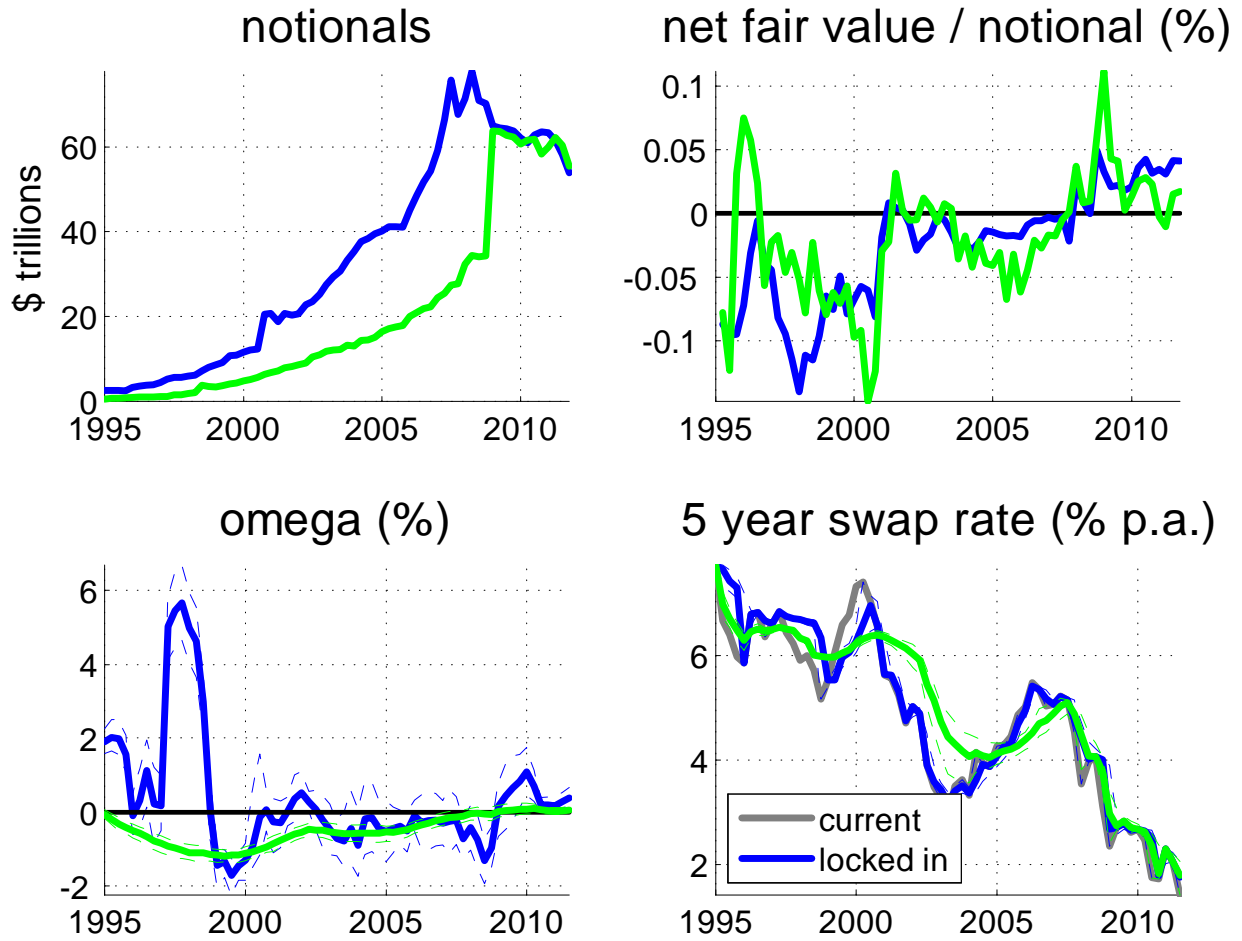 notionals
$ trillions
60
40
20
0
1995 2000 2005 2010
net fair value / notional (%)
0.1
0.05
0
-0.05
-0.1
1995 2000 2005 2010
omega (%)
6
4
2
0
-2
1995 2000 2005 2010
5 year swap rate (% p.a.)
6
4
2
current
locked in
1995 2000 2005 2010